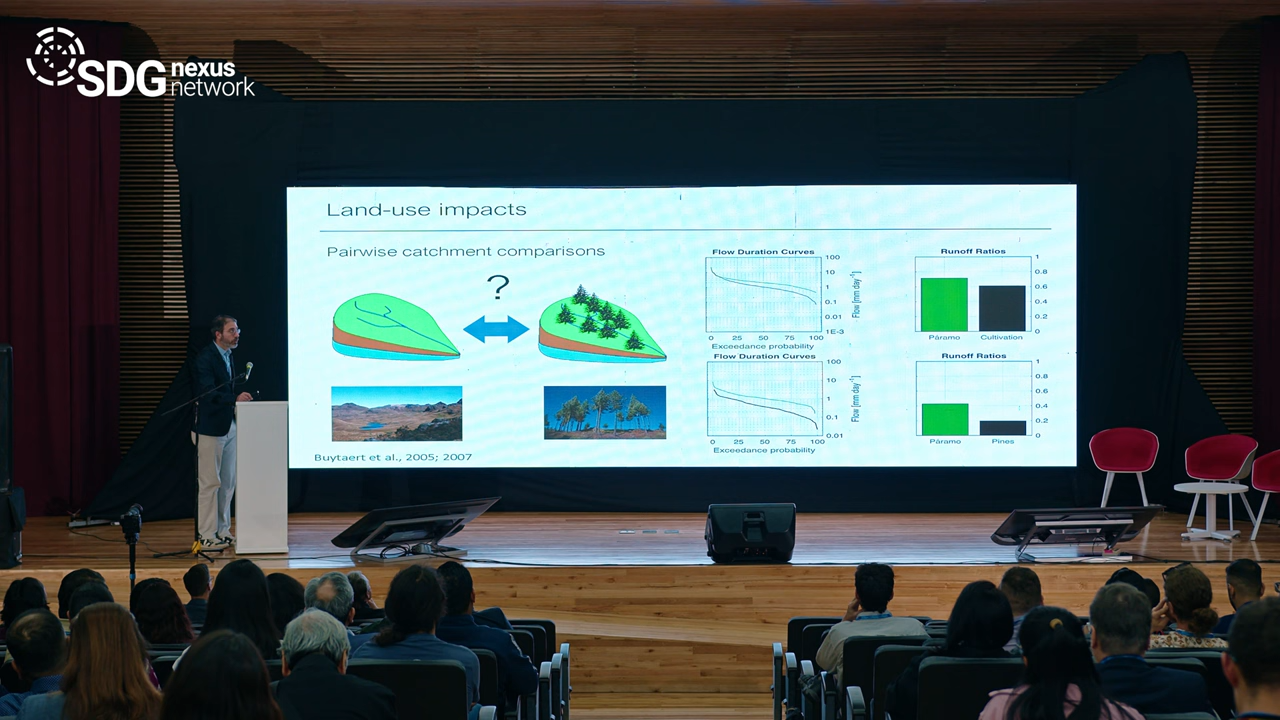 SDG nexus network
Land-use impacts
Pairwise catchment comparisons
?
Buytaert et al., 2005; 2007
Flow Duration Curves
100
10
1
0.1
0.01
1E-3
Flow [mm day⁻¹]
0 25 50 75 100
Exceedance probability
Runoff Ratios
1
0.8
0.6
0.4
0.2
0
Páramo Cultivation
Flow Duration Curves
100
10
1
0.1
0.01
Flow [mm day⁻¹]
0 25 50 75 100
Exceedance probability
Runoff Ratios
1
0.8
0.6
0.4
0.2
0
Páramo Pines